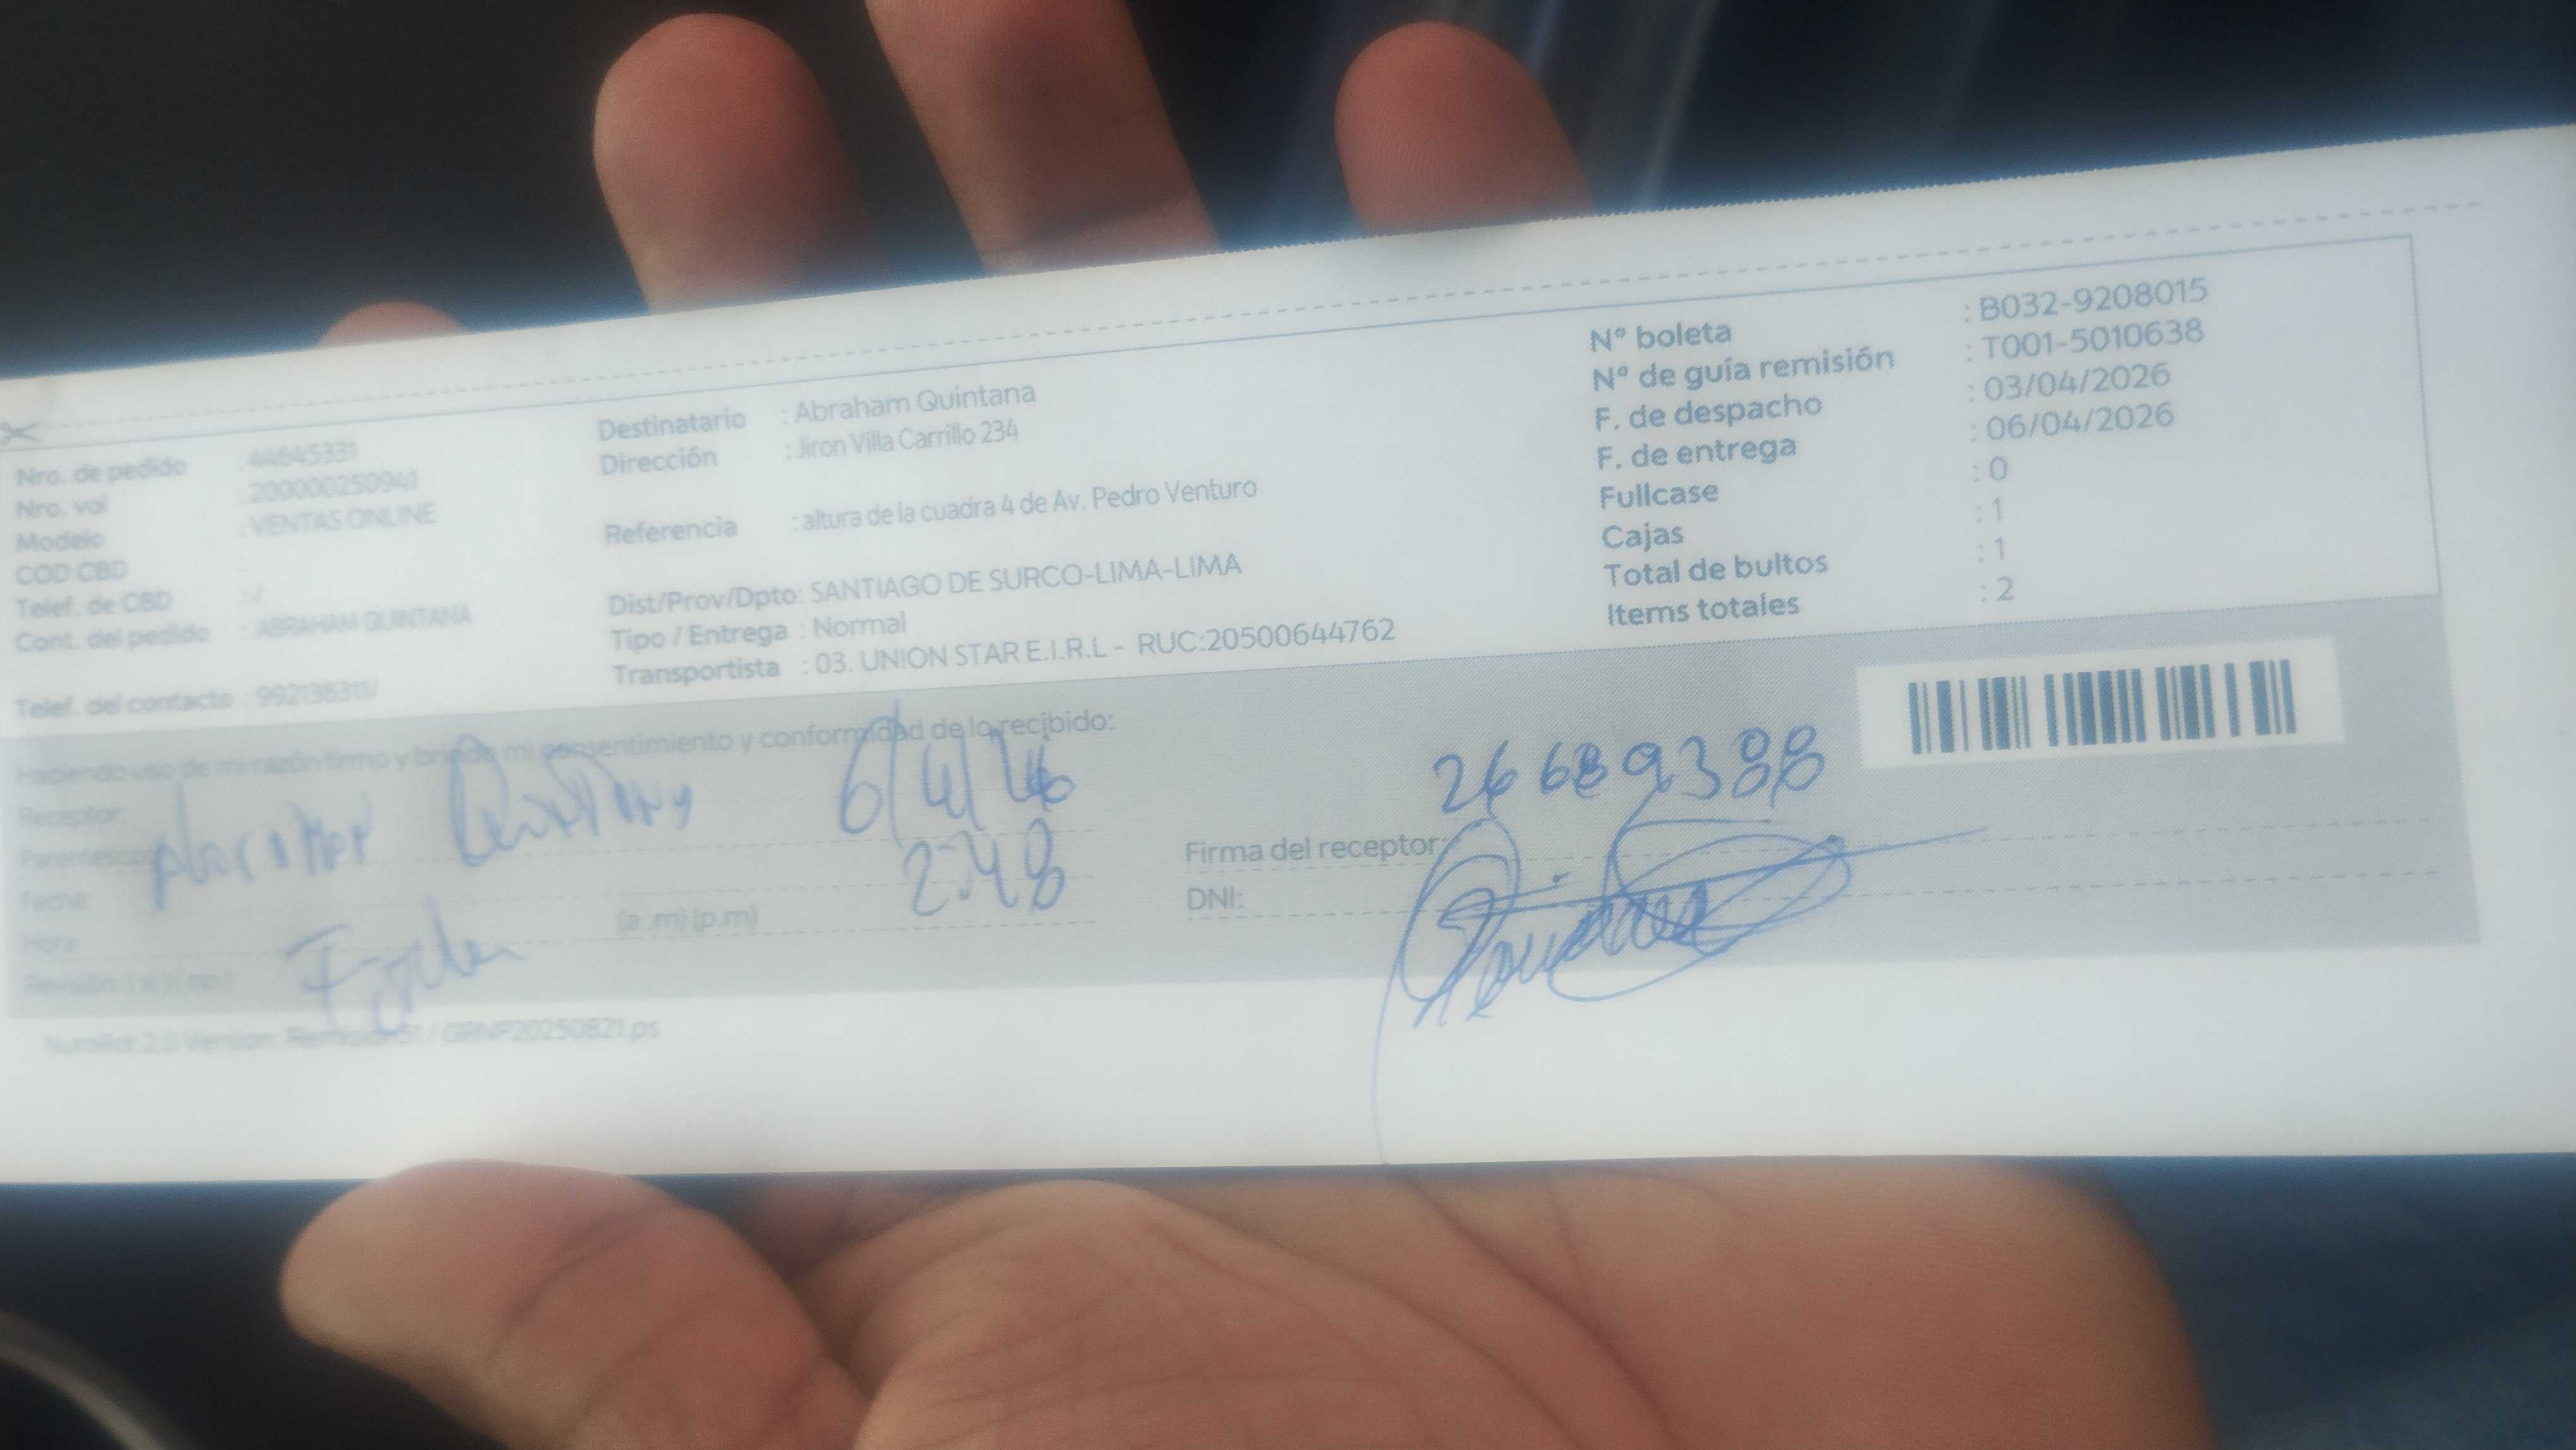 Nro. de pedido : 44645331
Nro. vol : 200000250941
Modelo : VENTAS ONLINE
COD CBD :
Telef. de CBD : /
Cont. del pedido : ABRAHAM QUINTANA
Telef. del contacto : 992138311/
Destinatario : Abraham Quintana
Dirección : Jiron Villa Carrillo 234
Referencia : altura de la cuadra 4 de Av. Pedro Venturo
Dist/Prov/Dpto: SANTIAGO DE SURCO-LIMA-LIMA
Tipo / Entrega : Normal
Transportista : 03. UNION STAR E.I.R.L - RUC:20500644762
N° boleta : B032-9208015
N° de guía remisión : T001-5010638
F. de despacho : 03/04/2026
F. de entrega : 06/04/2026
Fullcase : 0
Cajas : 1
Total de bultos : 1
Items totales : 2
Haciendo uso de mi razón firmo y brindo mi consentimiento y conformidad de lo recibido:
Receptor:
Parentesco:
Fecha: 6/4/26
Hora: (a .m) (p.m) 2:48
Revisión: ( si ) ( no )
26689388
Firma del receptor:
DNI:
GRNP20250821.ps